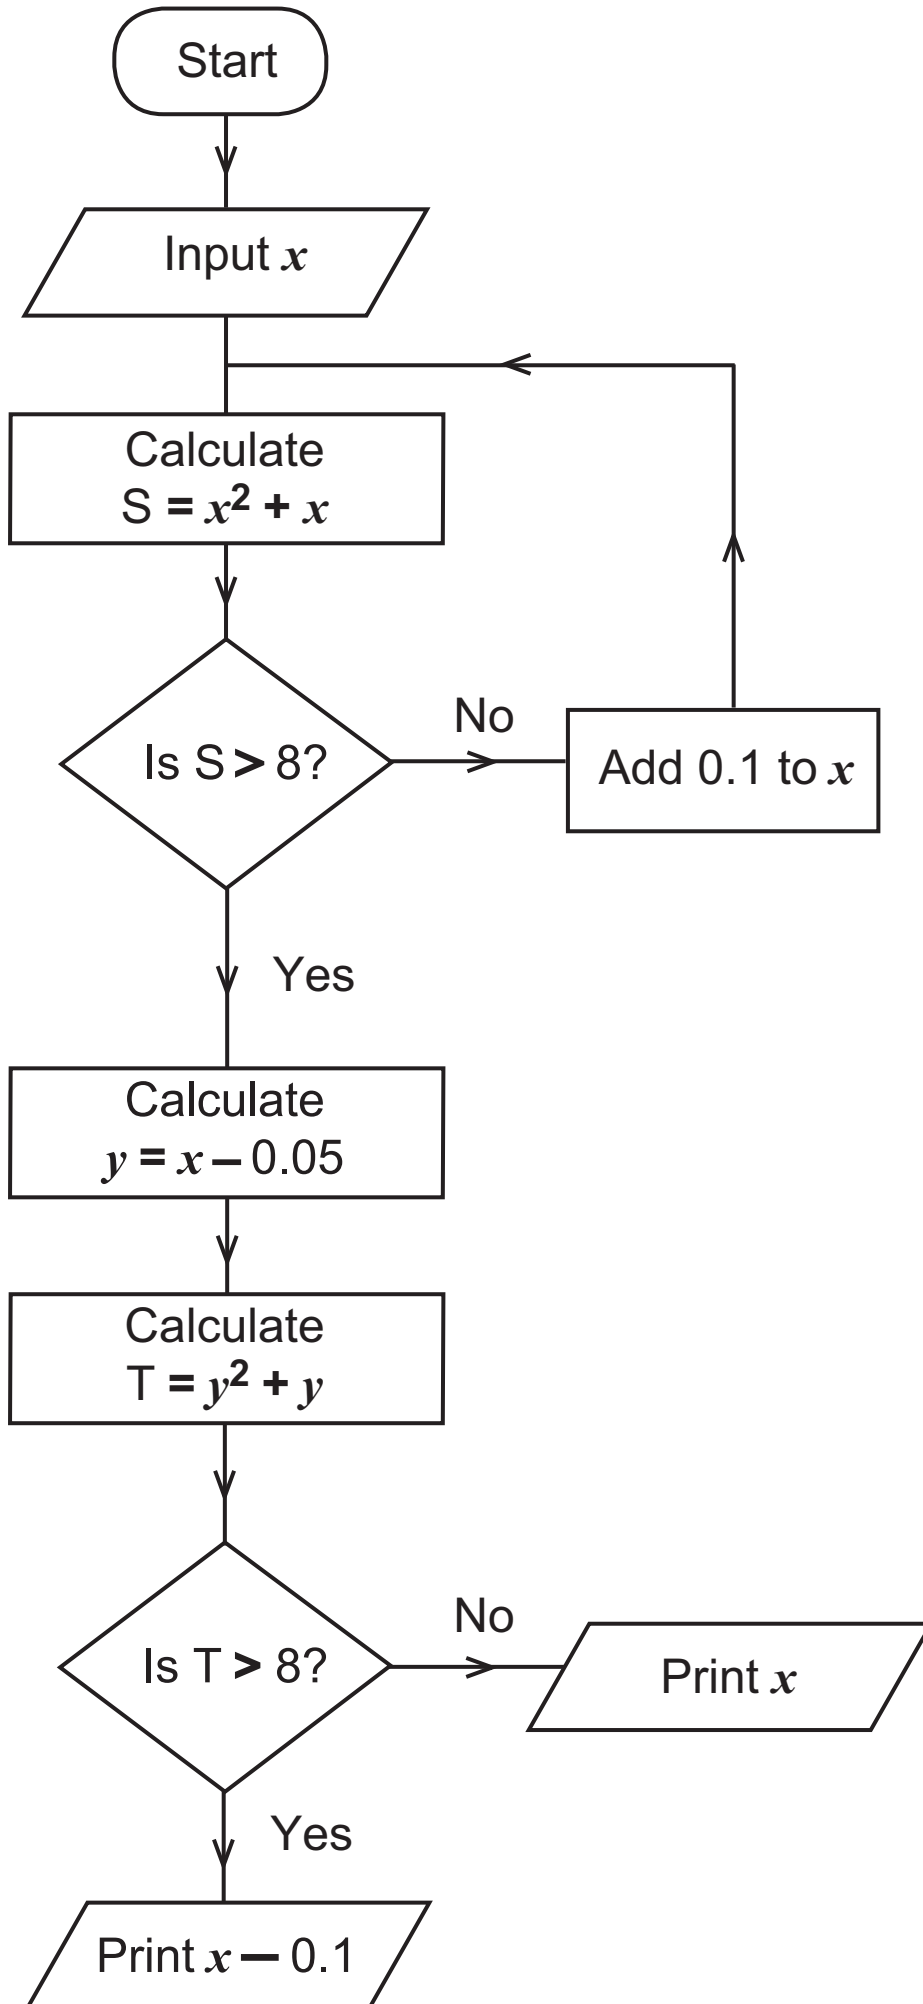 Start
Input x
Calculate
S = x² + x
Is S > 8?
No
Add 0.1 to x
Yes
Calculate
y = x – 0.05
Calculate
T = y² + y
Is T > 8?
No
Print x
Yes
Print x – 0.1